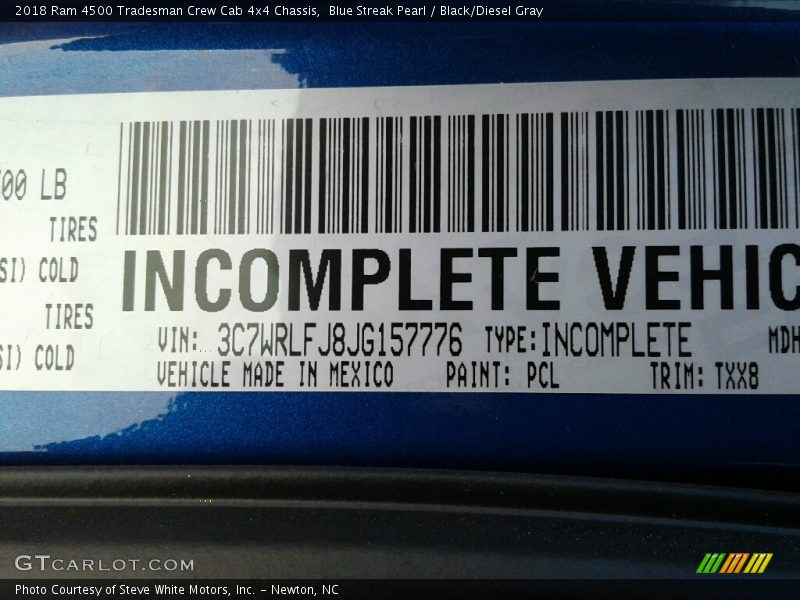 2018 Ram 4500 Tradesman Crew Cab 4x4 Chassis,  Blue Streak Pearl / Black/Diesel Gray
00 LB
TIRES
SI) COLD
TIRES
SI) COLD
INCOMPLETE VEHIC
VIN: 3C7WRLFJ8JG157776 TYPE:INCOMPLETE MDH
VEHICLE MADE IN MEXICO PAINT: PCL TRIM: TXX8
GTCARLOT.COM
Photo Courtesy of Steve White Motors, Inc. – Newton, NC